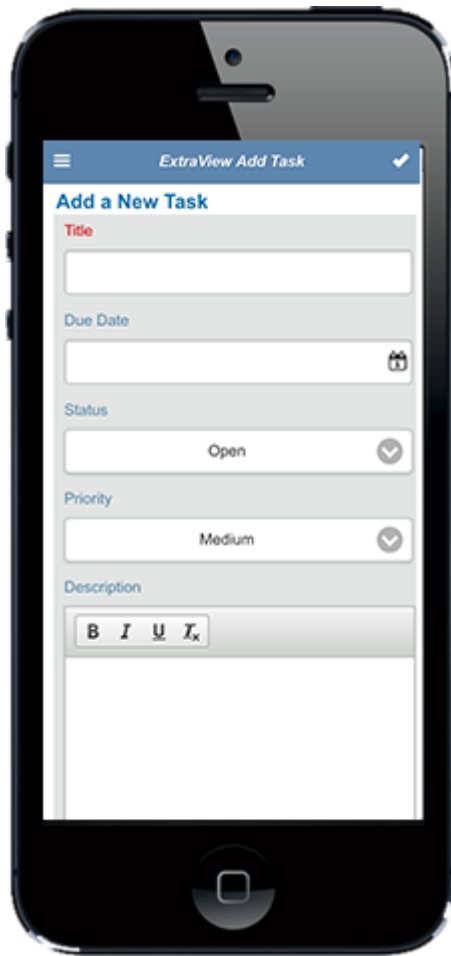 ExtraView Add Task
Add a New Task
Title
Due Date
Status
Open
Priority
Medium
Description
B I U Tx